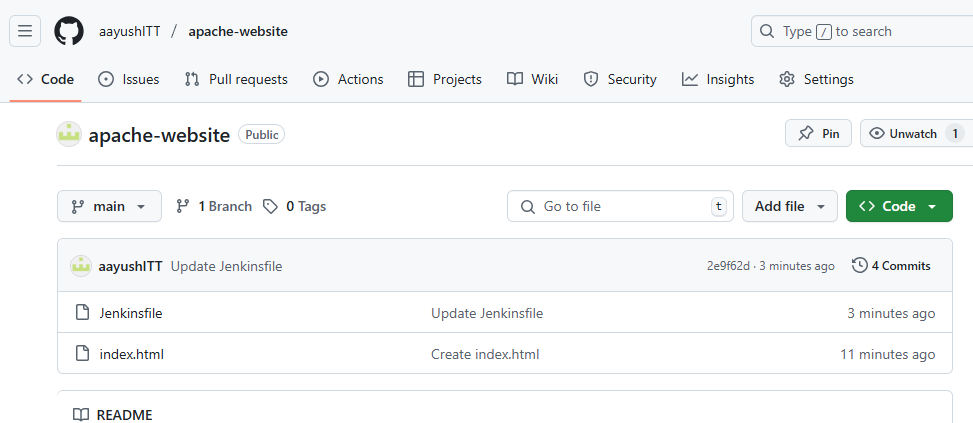 aayushITT / apache-website
Type / to search
Code Issues Pull requests Actions Projects Wiki Security Insights Settings
apache-website Public
Pin Unwatch 1
main 1 Branch 0 Tags
Go to file t
Add file Code
aayushITT Update Jenkinsfile 2e9f62d · 3 minutes ago 4 Commits
Jenkinsfile Update Jenkinsfile 3 minutes ago
index.html Create index.html 11 minutes ago
README